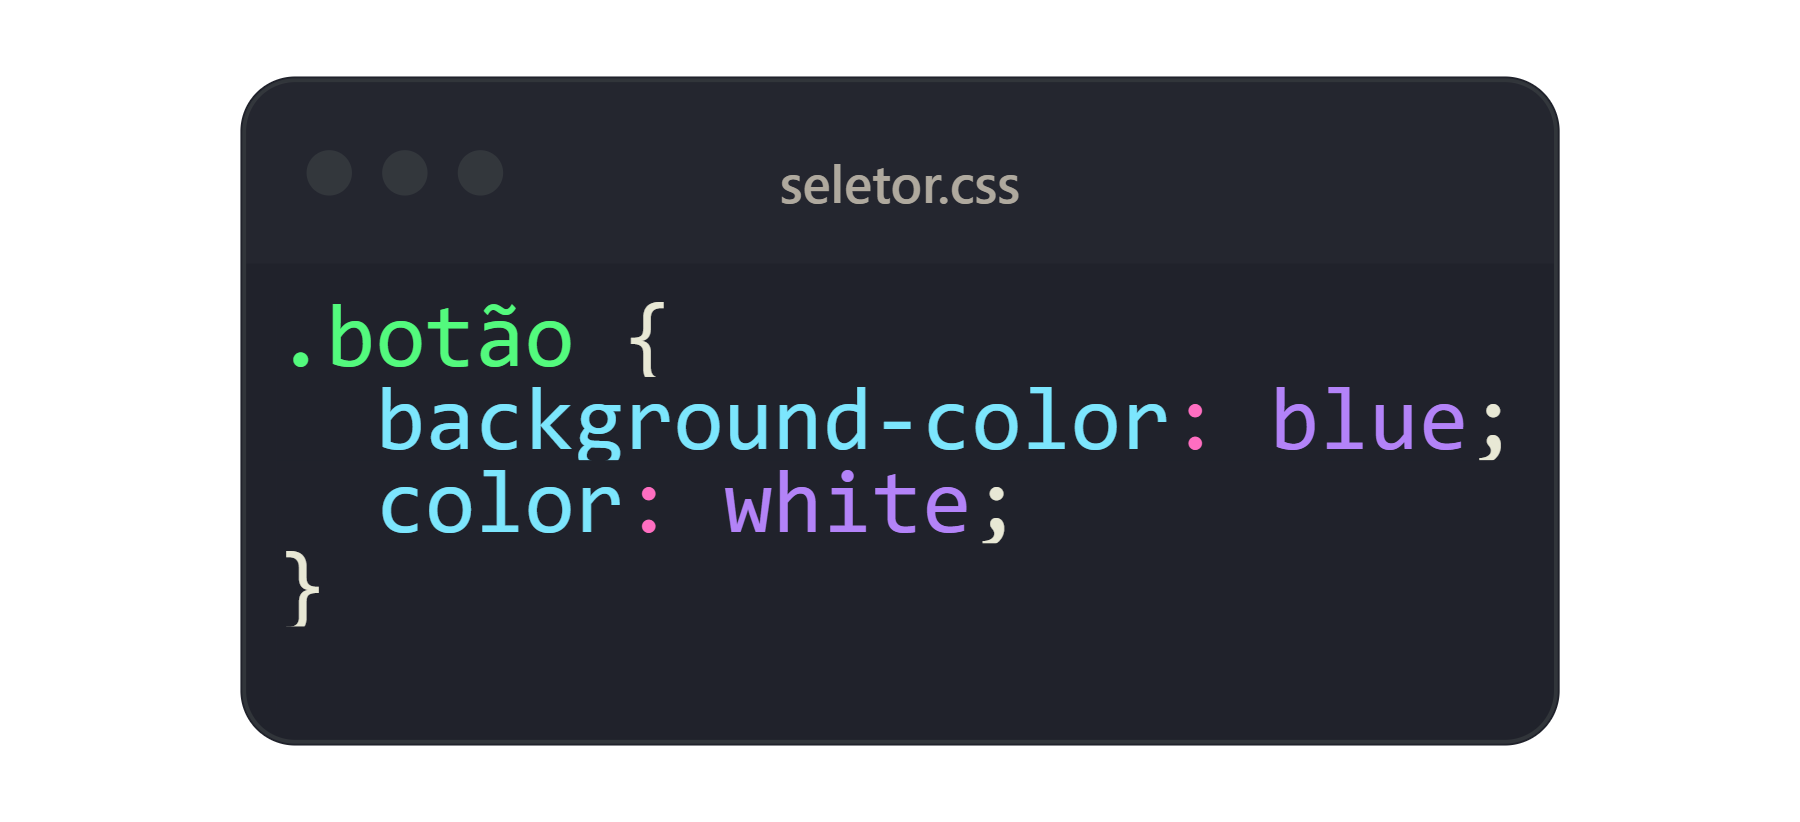 seletor.css
.botão {
  background-color: blue;
  color: white;
}